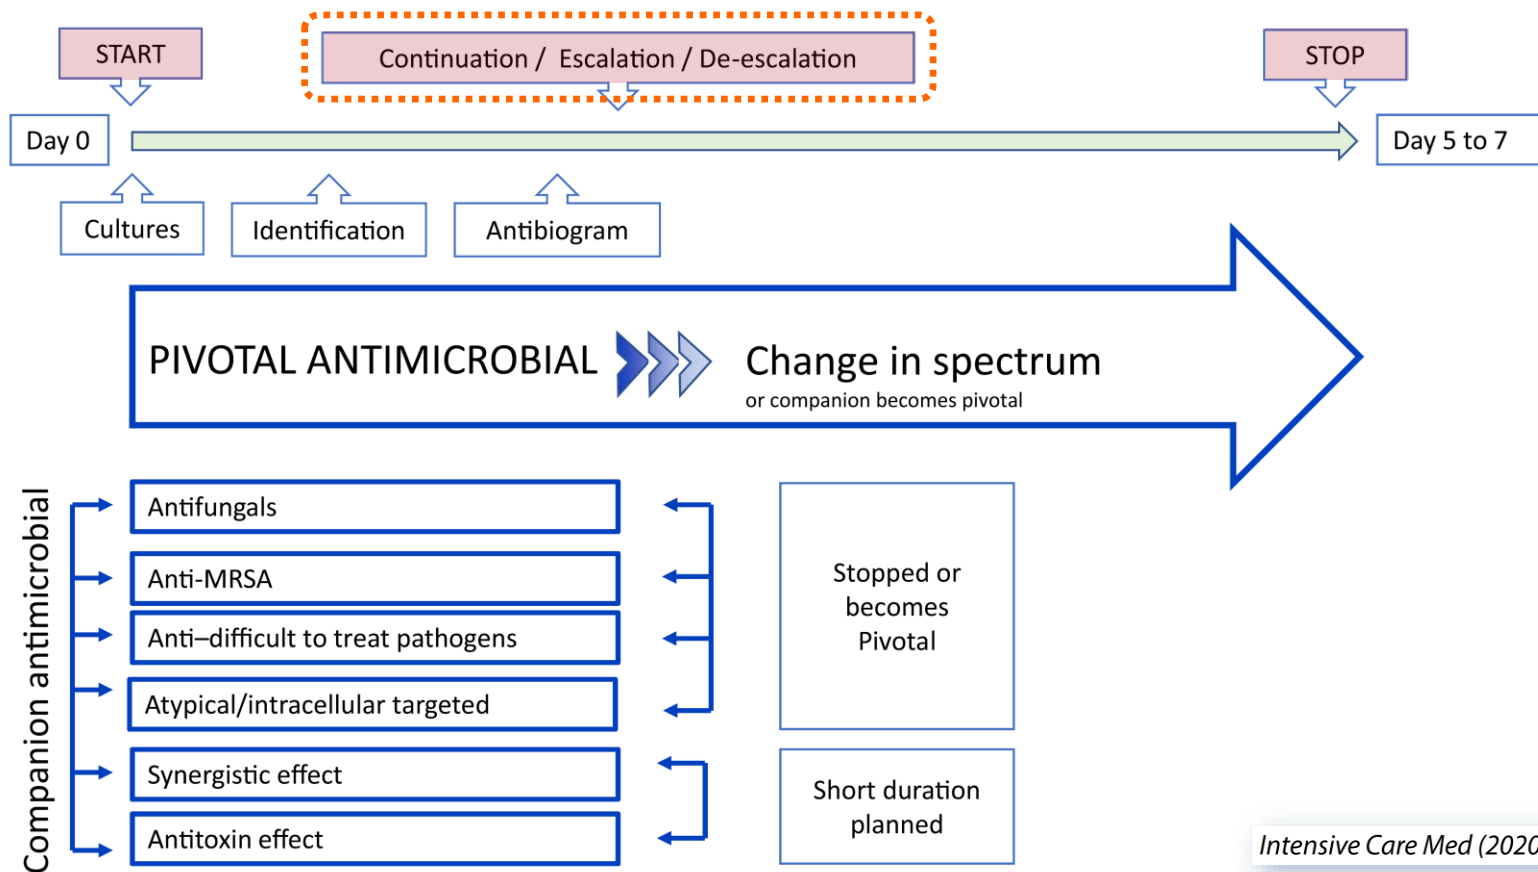 START
Continuation / Escalation / De-escalation
STOP
Day 0
Day 5 to 7
Cultures
Identification
Antibiogram
PIVOTAL ANTIMICROBIAL
Change in spectrum
or companion becomes pivotal
Companion antimicrobial
Antifungals
Anti-MRSA
Anti–difficult to treat pathogens
Atypical/intracellular targeted
Synergistic effect
Antitoxin effect
Stopped or
becomes
Pivotal
Short duration
planned
Intensive Care Med (2020